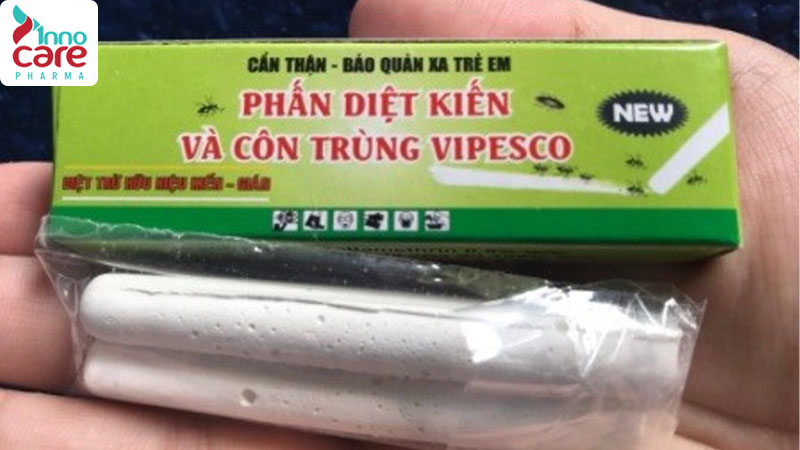 Inno
care
PHARMA
CẨN THẬN - BẢO QUẢN XA TRẺ EM
PHẤN DIỆT KIẾN
VÀ CÔN TRÙNG VIPESCO
NEW
DIỆT TRỪ HỮU HIỆU KIẾN - GIÁN